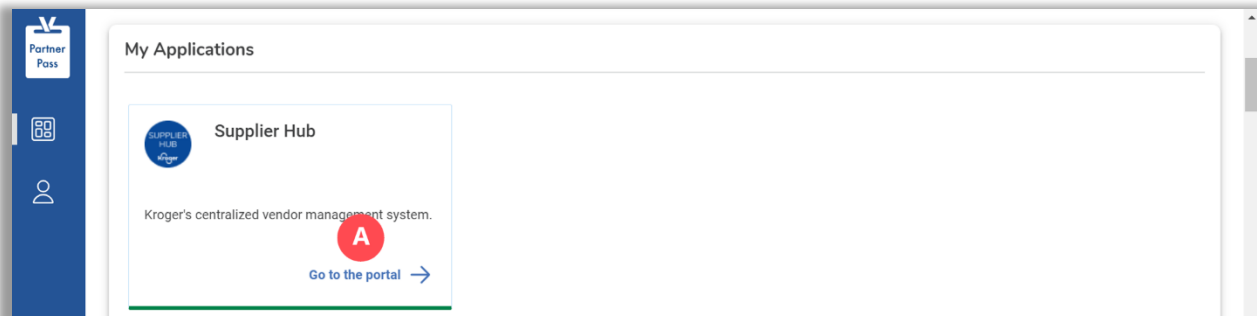 Partner
Pass
My Applications
SUPPLIER
HUB
Kroger
Supplier Hub
Kroger's centralized vendor management system.
A
Go to the portal